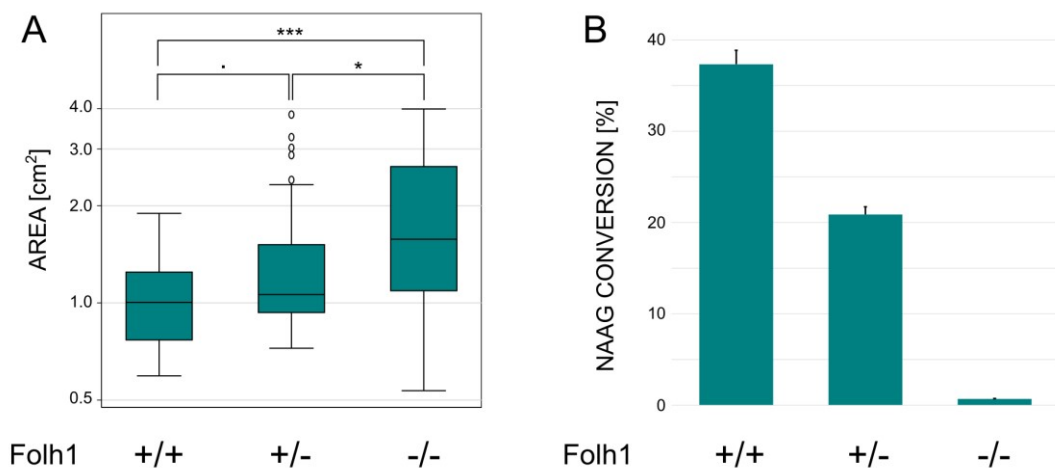 A
***
.
*
AREA [cm²]
4.0
3.0
2.0
1.0
0.5
Folh1 +/+ +/- -/-
B
NAAG CONVERSION [%]
40
30
20
10
0
Folh1 +/+ +/- -/-